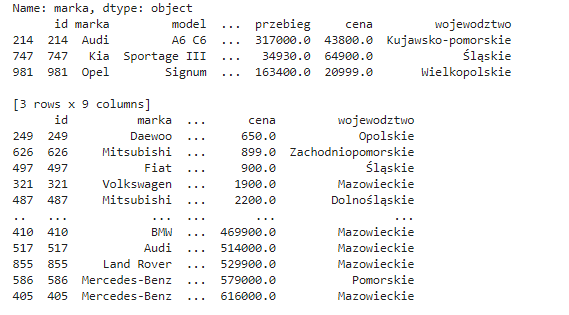 Name: marka, dtype: object
id marka model ... przebieg cena wojewodztwo
214 214 Audi A6 C6 ... 317000.0 43800.0 Kujawsko-pomorskie
747 747 Kia Sportage III ... 34930.0 64900.0 Śląskie
981 981 Opel Signum ... 163400.0 20999.0 Wielkopolskie
[3 rows x 9 columns]
id marka ... cena wojewodztwo
249 249 Daewoo ... 650.0 Opolskie
626 626 Mitsubishi ... 899.0 Zachodniopomorskie
497 497 Fiat ... 900.0 Śląskie
321 321 Volkswagen ... 1900.0 Mazowieckie
487 487 Mitsubishi ... 2200.0 Dolnośląskie
.. ... ... ... ... ...
410 410 BMW ... 469900.0 Mazowieckie
517 517 Audi ... 514000.0 Mazowieckie
855 855 Land Rover ... 529900.0 Mazowieckie
586 586 Mercedes-Benz ... 579000.0 Pomorskie
405 405 Mercedes-Benz ... 616000.0 Mazowieckie